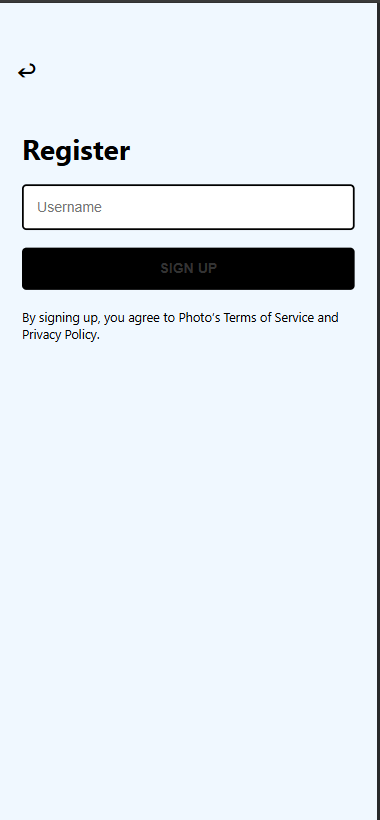 Register
Username
SIGN UP
By signing up, you agree to Photo's Terms of Service and
Privacy Policy.